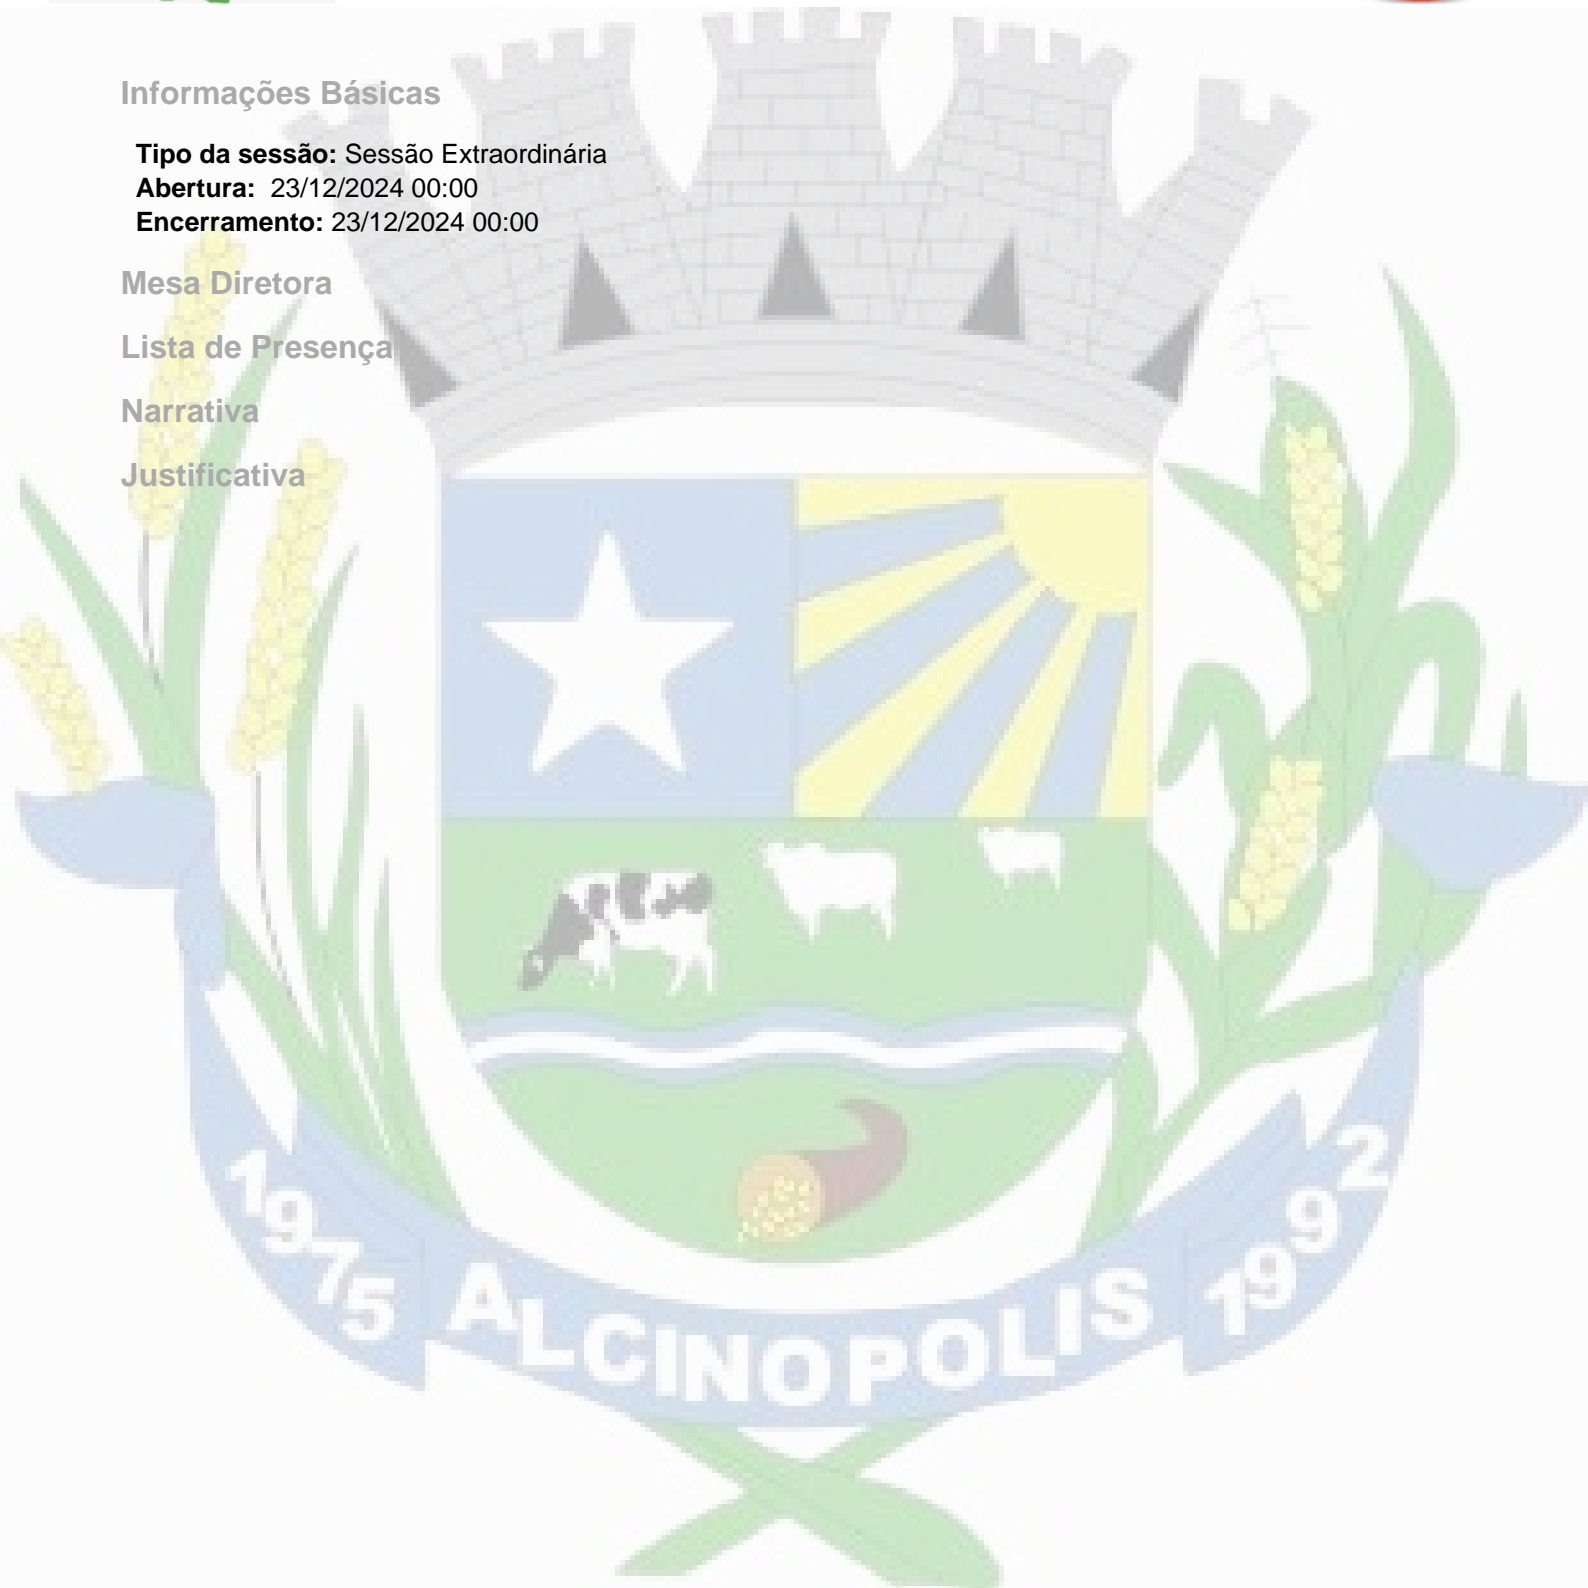 Informações Básicas
Tipo da sessão: Sessão Extraordinária
Abertura: 23/12/2024 00:00
Encerramento: 23/12/2024 00:00
Mesa Diretora
Lista de Presença
Narrativa
Justificativa
1975 ALCINOPOLIS 1992